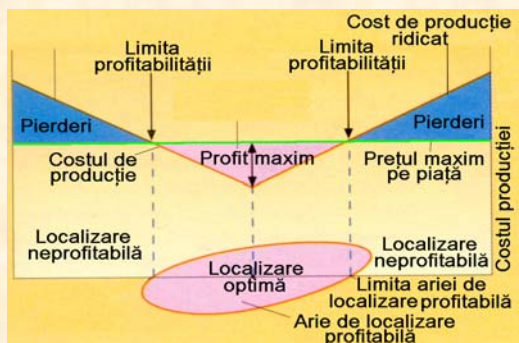 Cost de producție
ridicat
Limita
profitabilității
Limita
profitabilității
Pierderi
Pierderi
Costul de
producție
Profit maxim
Prețul maxim
pe piață
Costul producției
Localizare
neprofitabilă
Localizare
optimă
Localizare
neprofitabilă
Limita ariei de
localizare profitabilă
Arie de localizare
profitabilă